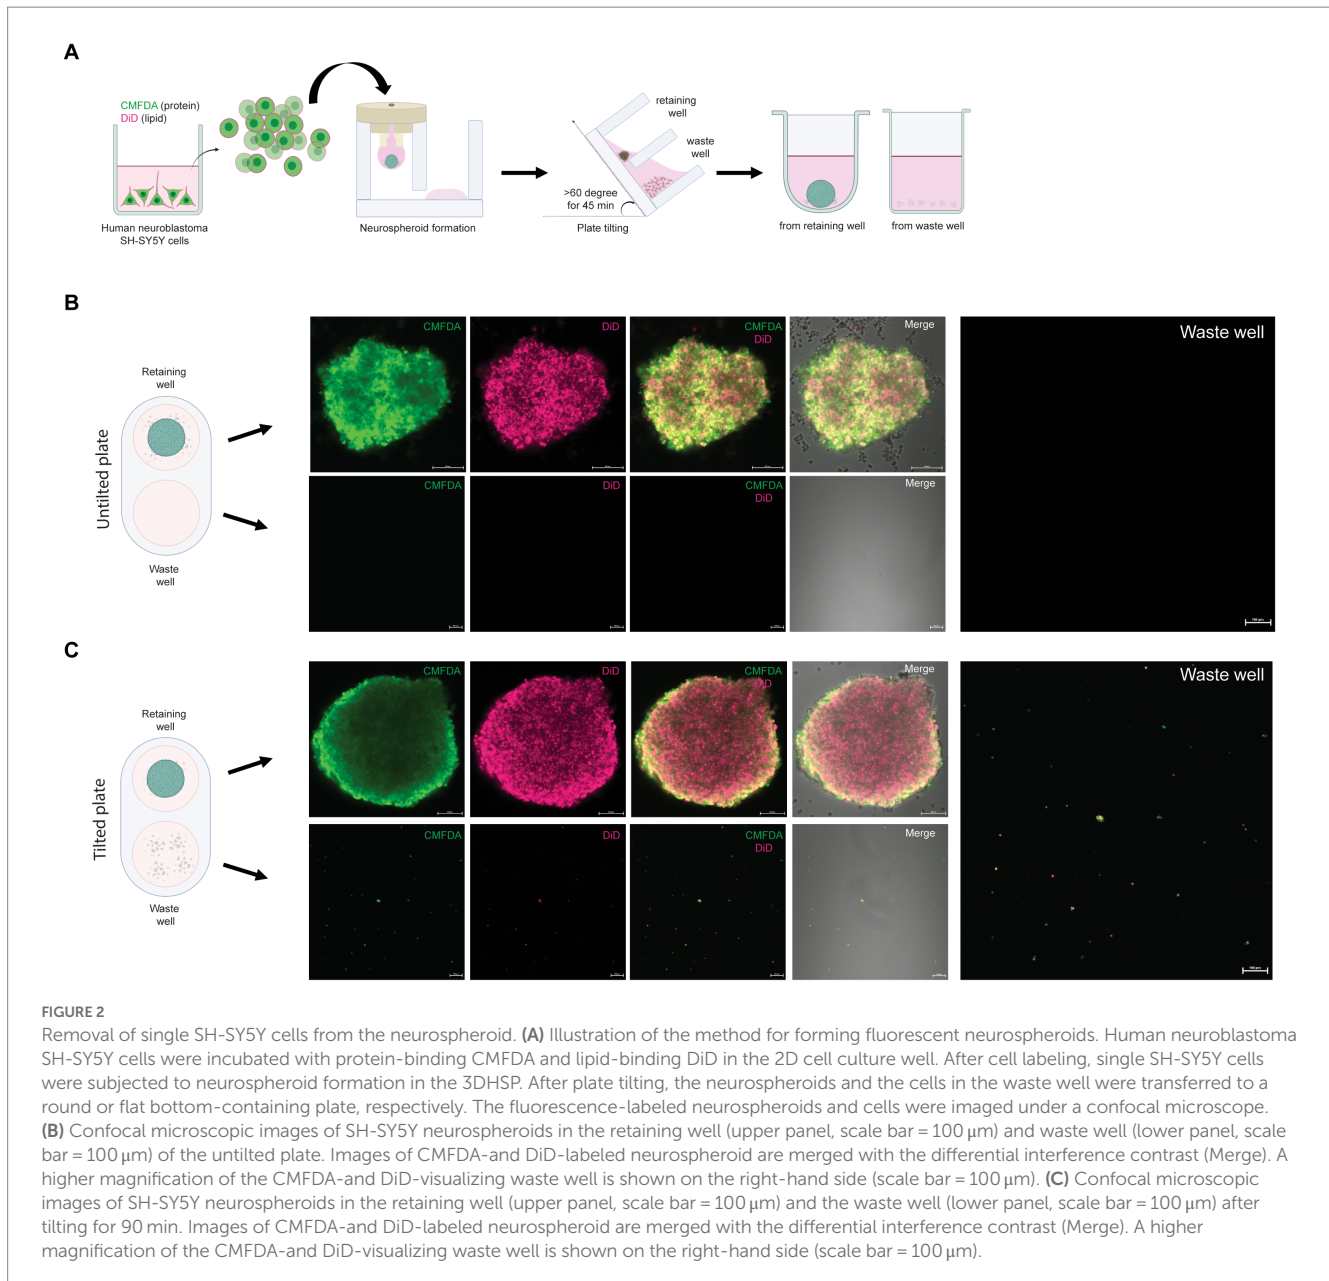 A
CMFDA (protein)
DiD (lipid)
Human neuroblastoma
SH-SY5Y cells
Neurospheroid formation
retaining
well
waste
well
>60 degree
for 45 min
Plate tilting
from retaining well
from waste well
B
Untilted plate
Retaining
well
Waste
well
CMFDA
DiD
CMFDA
DiD
Merge
Waste well
CMFDA
DiD
CMFDA
DiD
Merge
100 μm
C
Tilted plate
Retaining
well
Waste
well
CMFDA
DiD
CMFDA
DiD
Merge
Waste well
CMFDA
DiD
CMFDA
DiD
Merge
100 μm
FIGURE 2
Removal of single SH-SY5Y cells from the neurospheroid. (A) Illustration of the method for forming fluorescent neurospheroids. Human neuroblastoma
SH-SY5Y cells were incubated with protein-binding CMFDA and lipid-binding DiD in the 2D cell culture well. After cell labeling, single SH-SY5Y cells
were subjected to neurospheroid formation in the 3DHSP. After plate tilting, the neurospheroids and the cells in the waste well were transferred to a
round or flat bottom-containing plate, respectively. The fluorescence-labeled neurospheroids and cells were imaged under a confocal microscope.
(B) Confocal microscopic images of SH-SY5Y neurospheroids in the retaining well (upper panel, scale bar = 100 μm) and waste well (lower panel, scale
bar = 100 μm) of the untilted plate. Images of CMFDA-and DiD-labeled neurospheroid are merged with the differential interference contrast (Merge). A
higher magnification of the CMFDA-and DiD-visualizing waste well is shown on the right-hand side (scale bar = 100 μm). (C) Confocal microscopic
images of SH-SY5Y neurospheroids in the retaining well (upper panel, scale bar = 100 μm) and the waste well (lower panel, scale bar = 100 μm) after
tilting for 90 min. Images of CMFDA-and DiD-labeled neurospheroid are merged with the differential interference contrast (Merge). A higher
magnification of the CMFDA-and DiD-visualizing waste well is shown on the right-hand side (scale bar = 100 μm).